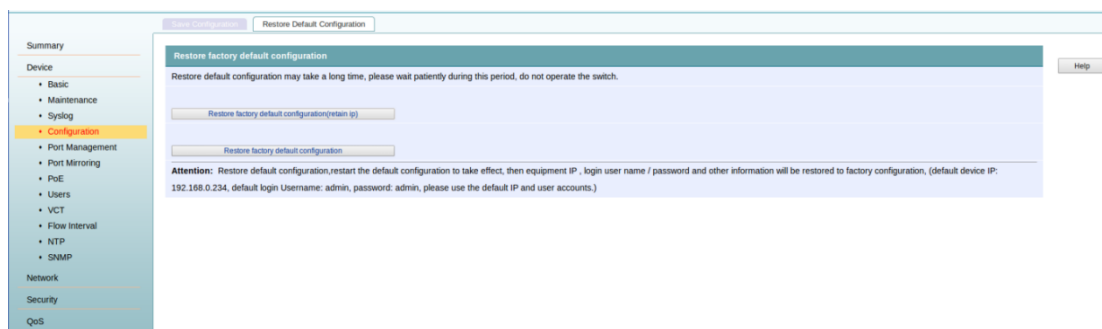 Save Configuration
Restore Default Configuration
Summary
Device
• Basic
• Maintenance
• Syslog
• Configuration
• Port Management
• Port Mirroring
• PoE
• Users
• VCT
• Flow Interval
• NTP
• SNMP
Network
Security
QoS
Restore factory default configuration
Restore default configuration may take a long time, please wait patiently during this period, do not operate the switch.
Restore factory default configuration(retain ip)
Restore factory default configuration
Attention: Restore default configuration,restart the default configuration to take effect, then equipment IP , login user name / password and other information will be restored to factory configuration, (default device IP:
192.168.0.234, default login Username: admin, password: admin, please use the default IP and user accounts.)
Help